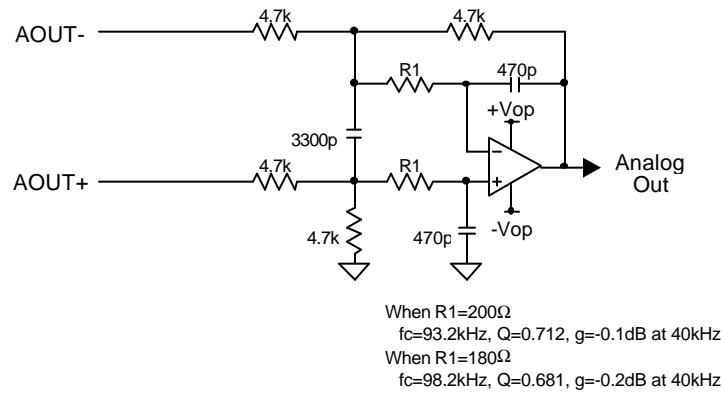 4.7k
4.7k
AOUT-
R1
470p
+Vop
3300p
4.7k
R1
Analog
Out
AOUT+
-Vop
4.7k
470p
When R1=200Ω
fc=93.2kHz, Q=0.712, g=-0.1dB at 40kHz
When R1=180Ω
fc=98.2kHz, Q=0.681, g=-0.2dB at 40kHz